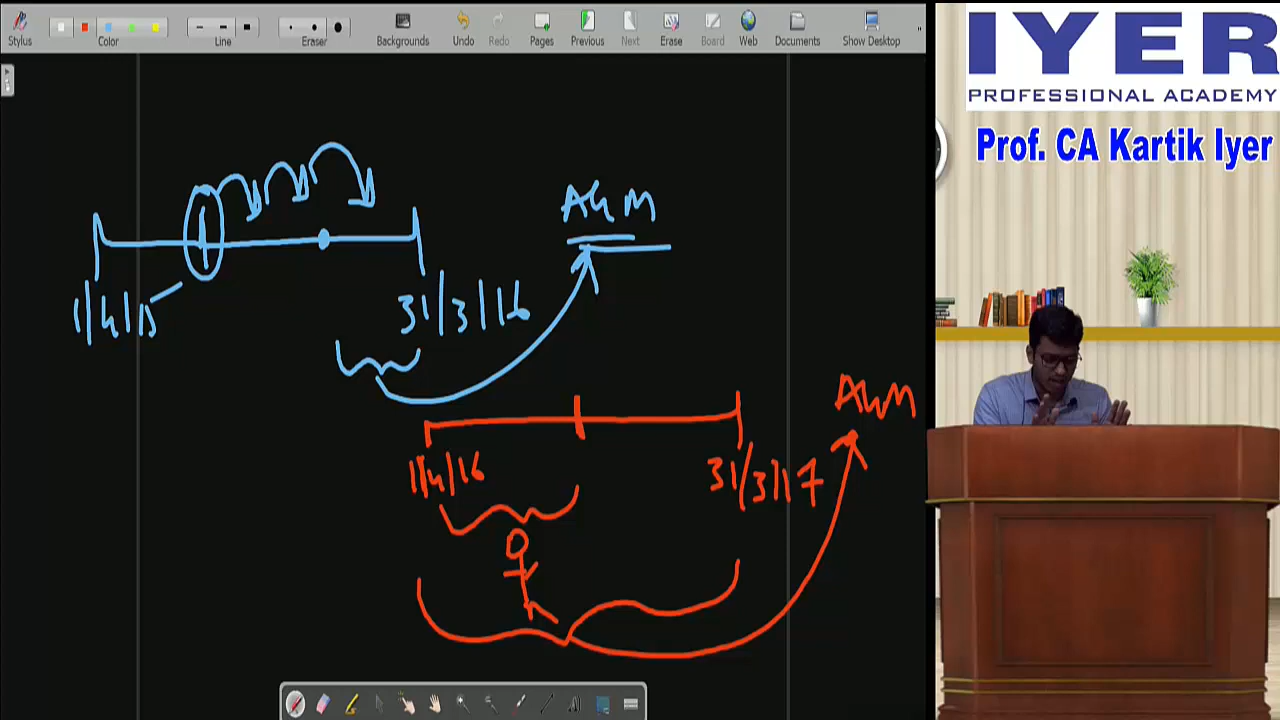 Stylus
Color
Line
Eraser
Backgrounds
Undo
Redo
Pages
Previous
Next
Erase
Board
Web
Documents
Show Desktop
IYER
PROFESSIONAL ACADEMY
Prof. CA Kartik Iyer
AGM
1/4/15
31/3/16
AGM
1/4/16
31/3/17